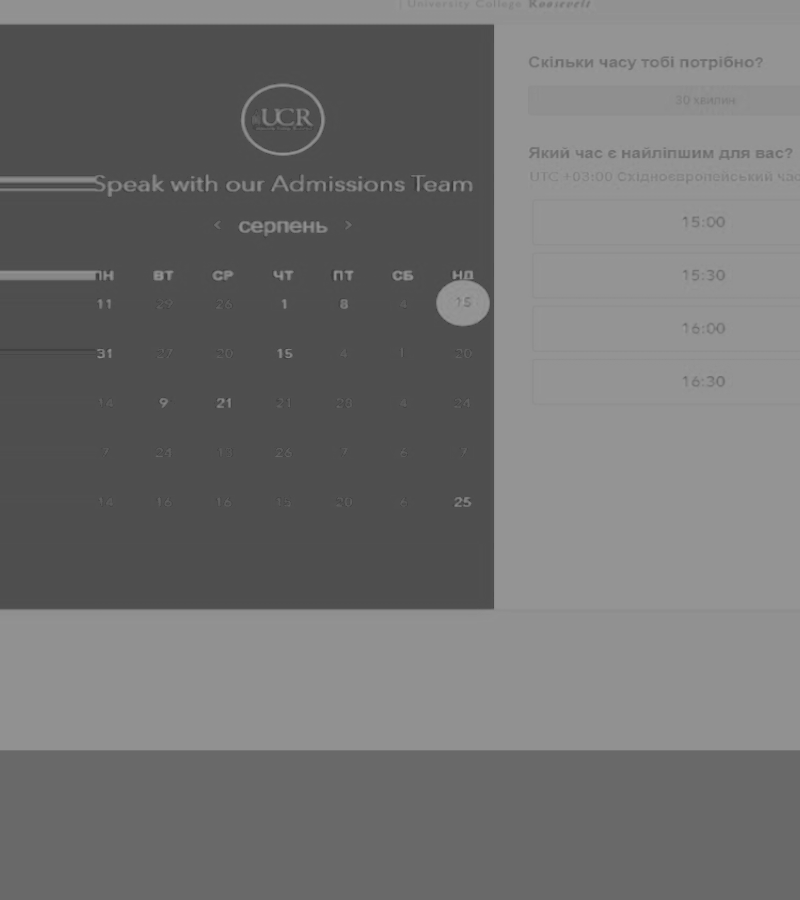 University College Roosevelt
UCR
Speak with our Admissions Team
‹ серпень ›
ПН ВТ СР ЧТ ПТ СБ НД
11 29 26 1 8 4 15
31 27 20 15 4 1 20
14 9 21 21 23 4 24
7 24 13 26 7 6 7
14 16 16 20 6 25
Скільки часу тобі потрібно?
30 хвилин
Який час є найліпшим для вас?
UTC +03:00 Східноєвропейський час
15:00
15:30
16:00
16:30